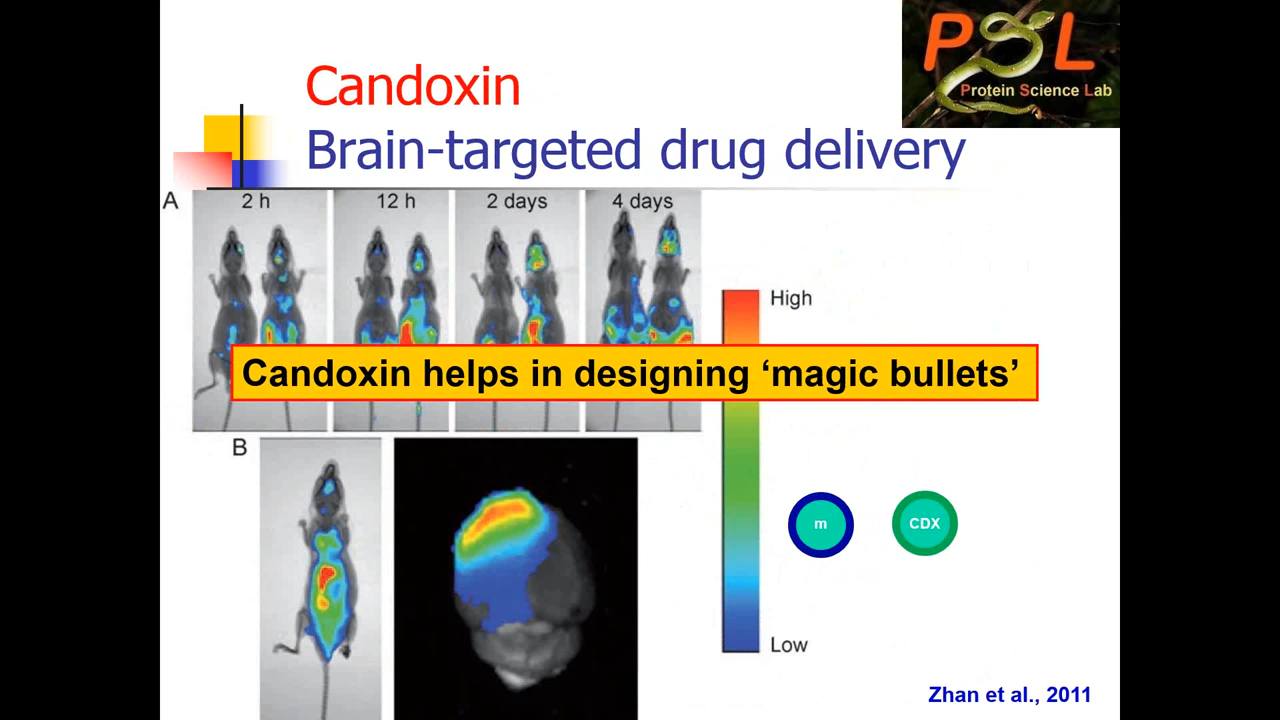 PSL
Protein Science Lab
Candoxin
Brain-targeted drug delivery
A
2 h
12 h
2 days
4 days
High
Candoxin helps in designing ‘magic bullets’
B
m
CDX
Low
Zhan et al., 2011